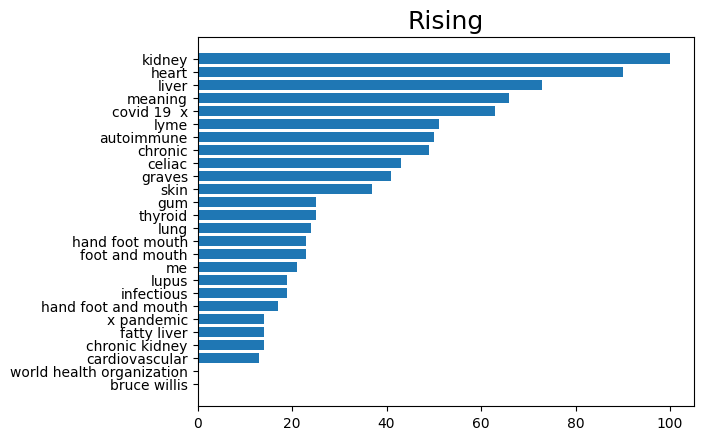 Rising
kidney
heart
liver
meaning
covid 19  x
lyme
autoimmune
chronic
celiac
graves
skin
gum
thyroid
lung
hand foot mouth
foot and mouth
me
lupus
infectious
hand foot and mouth
x pandemic
fatty liver
chronic kidney
cardiovascular
world health organization
bruce willis
0 20 40 60 80 100